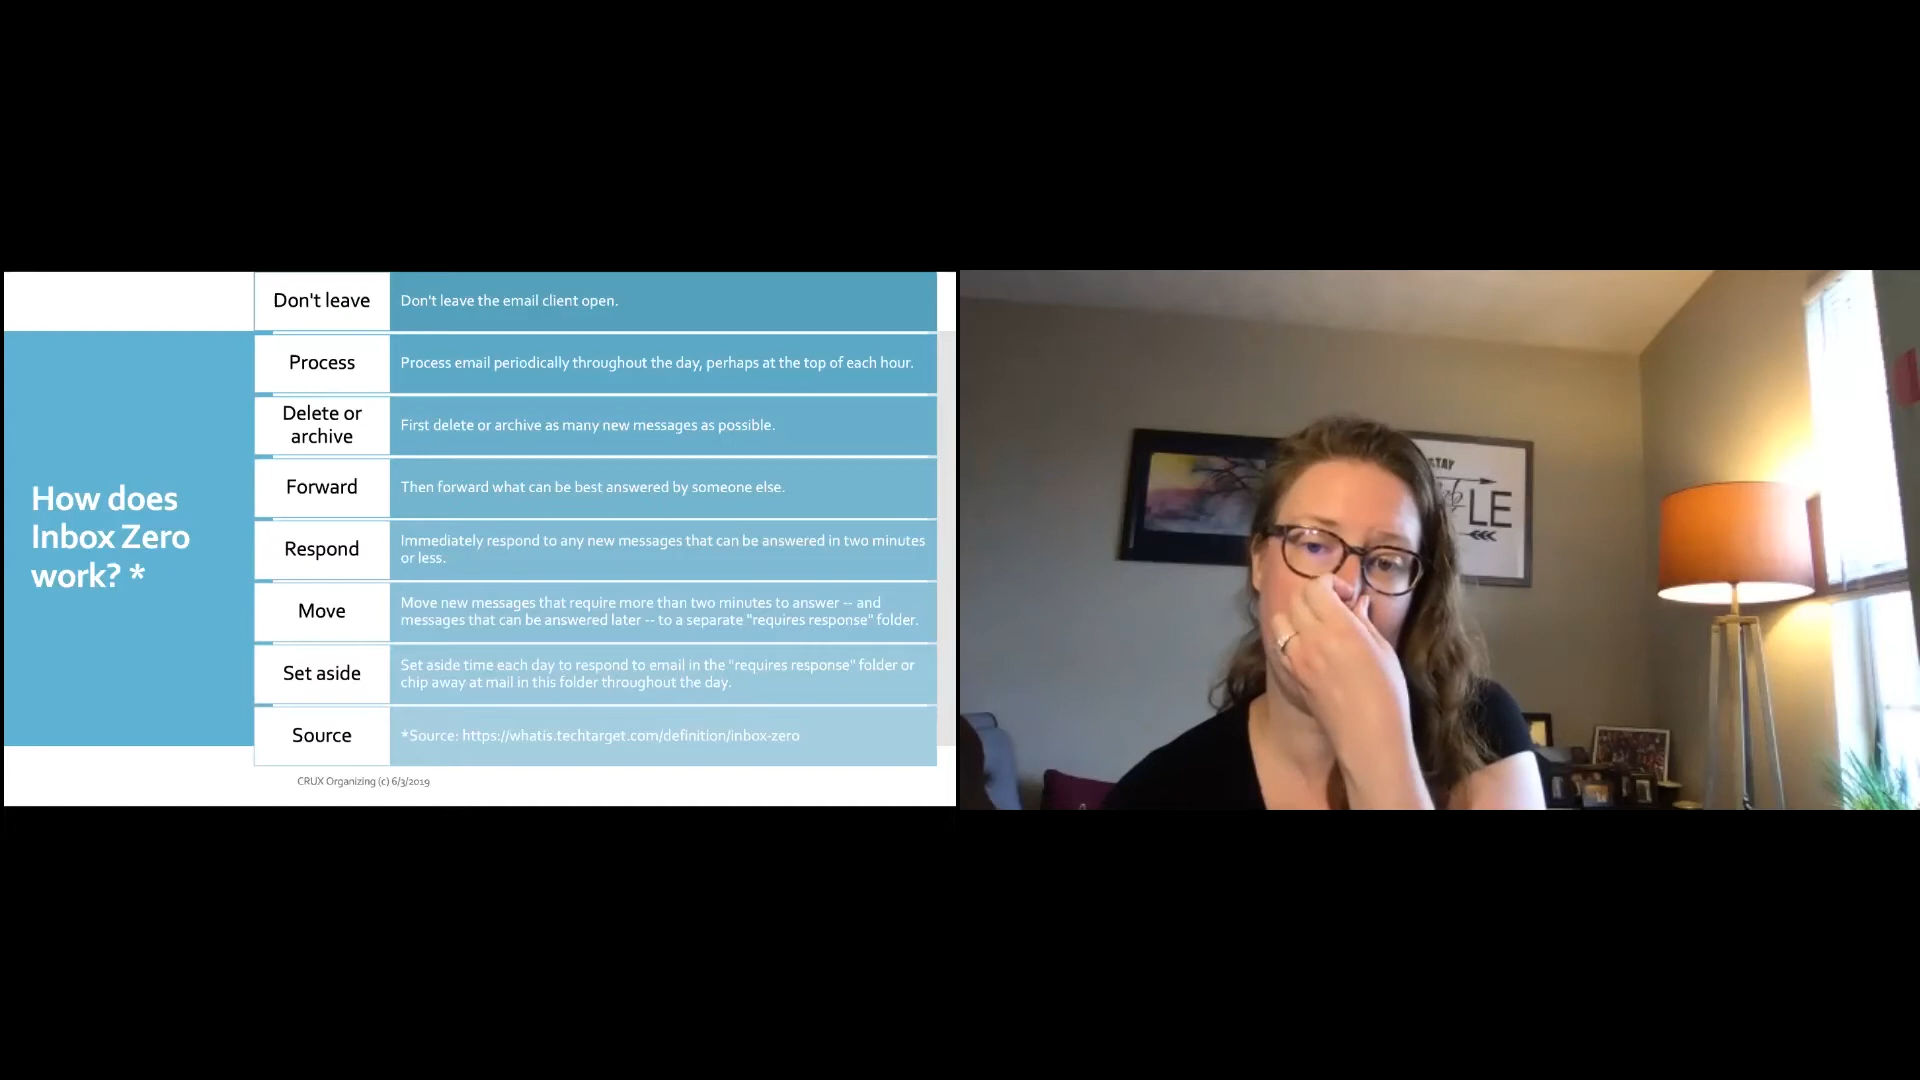 How does
Inbox Zero
work? *
Don't leave
Don't leave the email client open.
Process
Process email periodically throughout the day, perhaps at the top of each hour.
Delete or
archive
First delete or archive as many new messages as possible.
Forward
Then forward what can be best answered by someone else.
Respond
Immediately respond to any new messages that can be answered in two minutes
or less.
Move
Move new messages that require more than two minutes to answer -- and
messages that can be answered later -- to a separate "requires response" folder.
Set aside
Set aside time each day to respond to email in the "requires response" folder or
chip away at mail in this folder throughout the day.
Source
*Source: https://whatis.techtarget.com/definition/inbox-zero
CRUX Organizing (c) 6/3/2019
STAY
LE